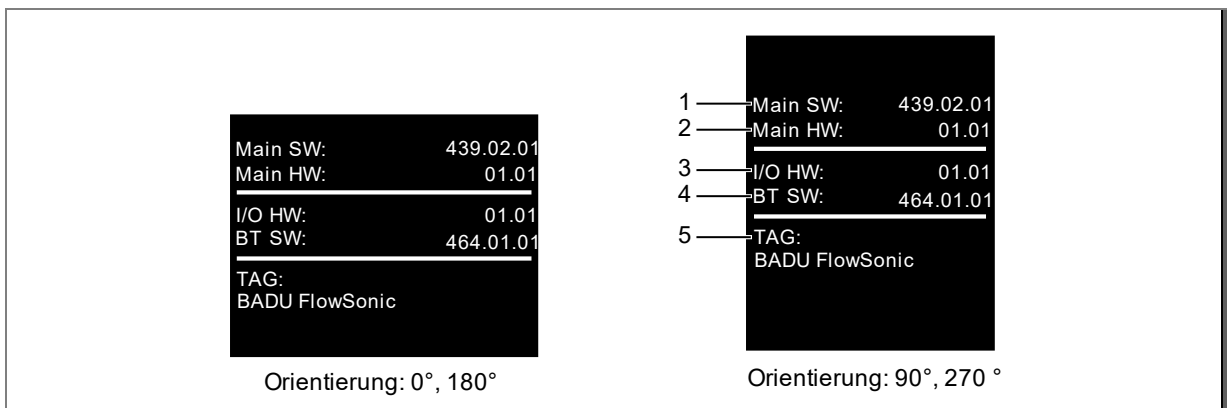 Main SW: 439.02.01
Main HW: 01.01
I/O HW: 01.01
BT SW: 464.01.01
TAG:
BADU FlowSonic
Orientierung: 0°, 180°
1 Main SW: 439.02.01
2 Main HW: 01.01
3 I/O HW: 01.01
4 BT SW: 464.01.01
5 TAG:
BADU FlowSonic
Orientierung: 90°, 270 °